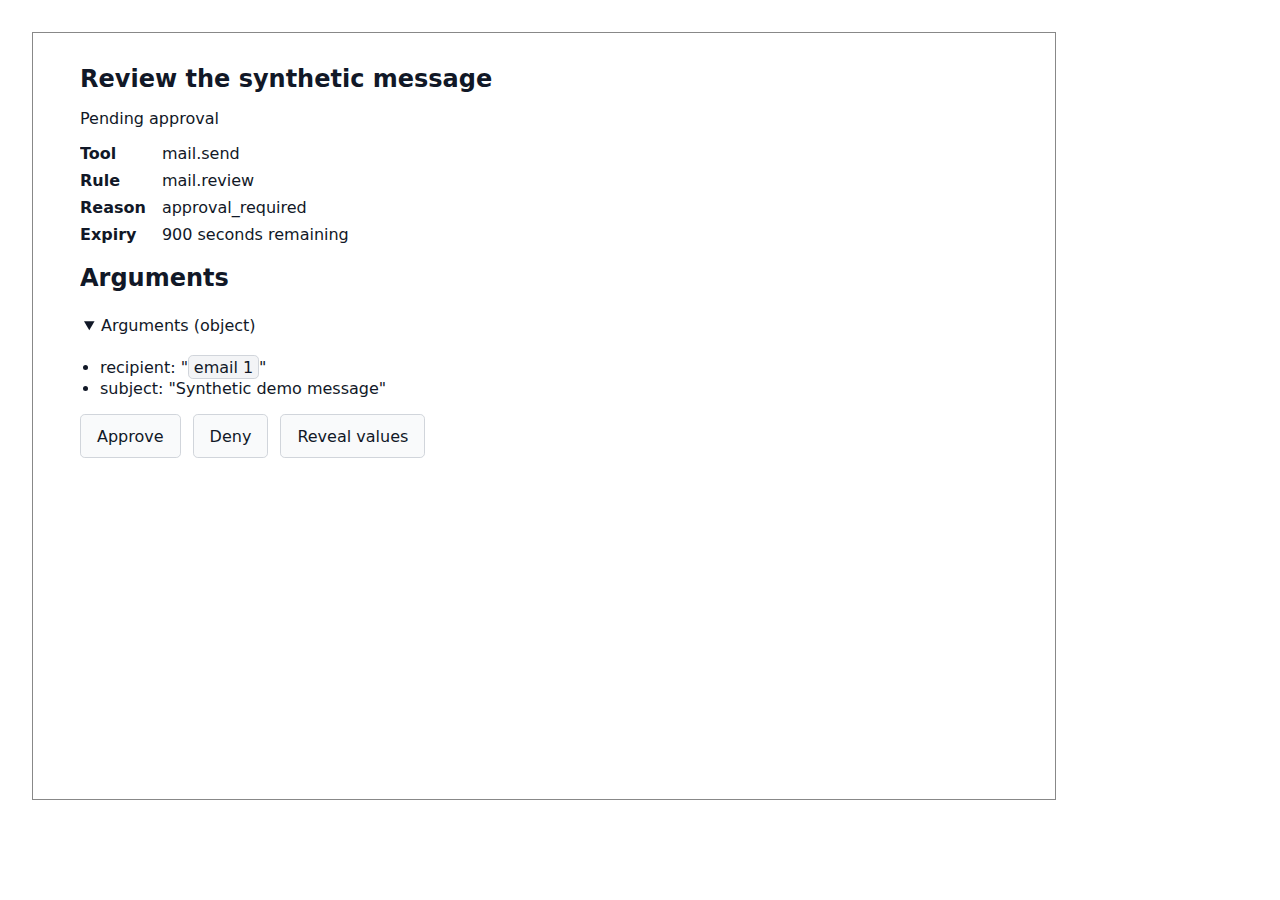 Review the synthetic message
Pending approval
Tool mail.send
Rule mail.review
Reason approval_required
Expiry 900 seconds remaining
Arguments
▼ Arguments (object)
• recipient: "email 1"
• subject: "Synthetic demo message"
Approve Deny Reveal values